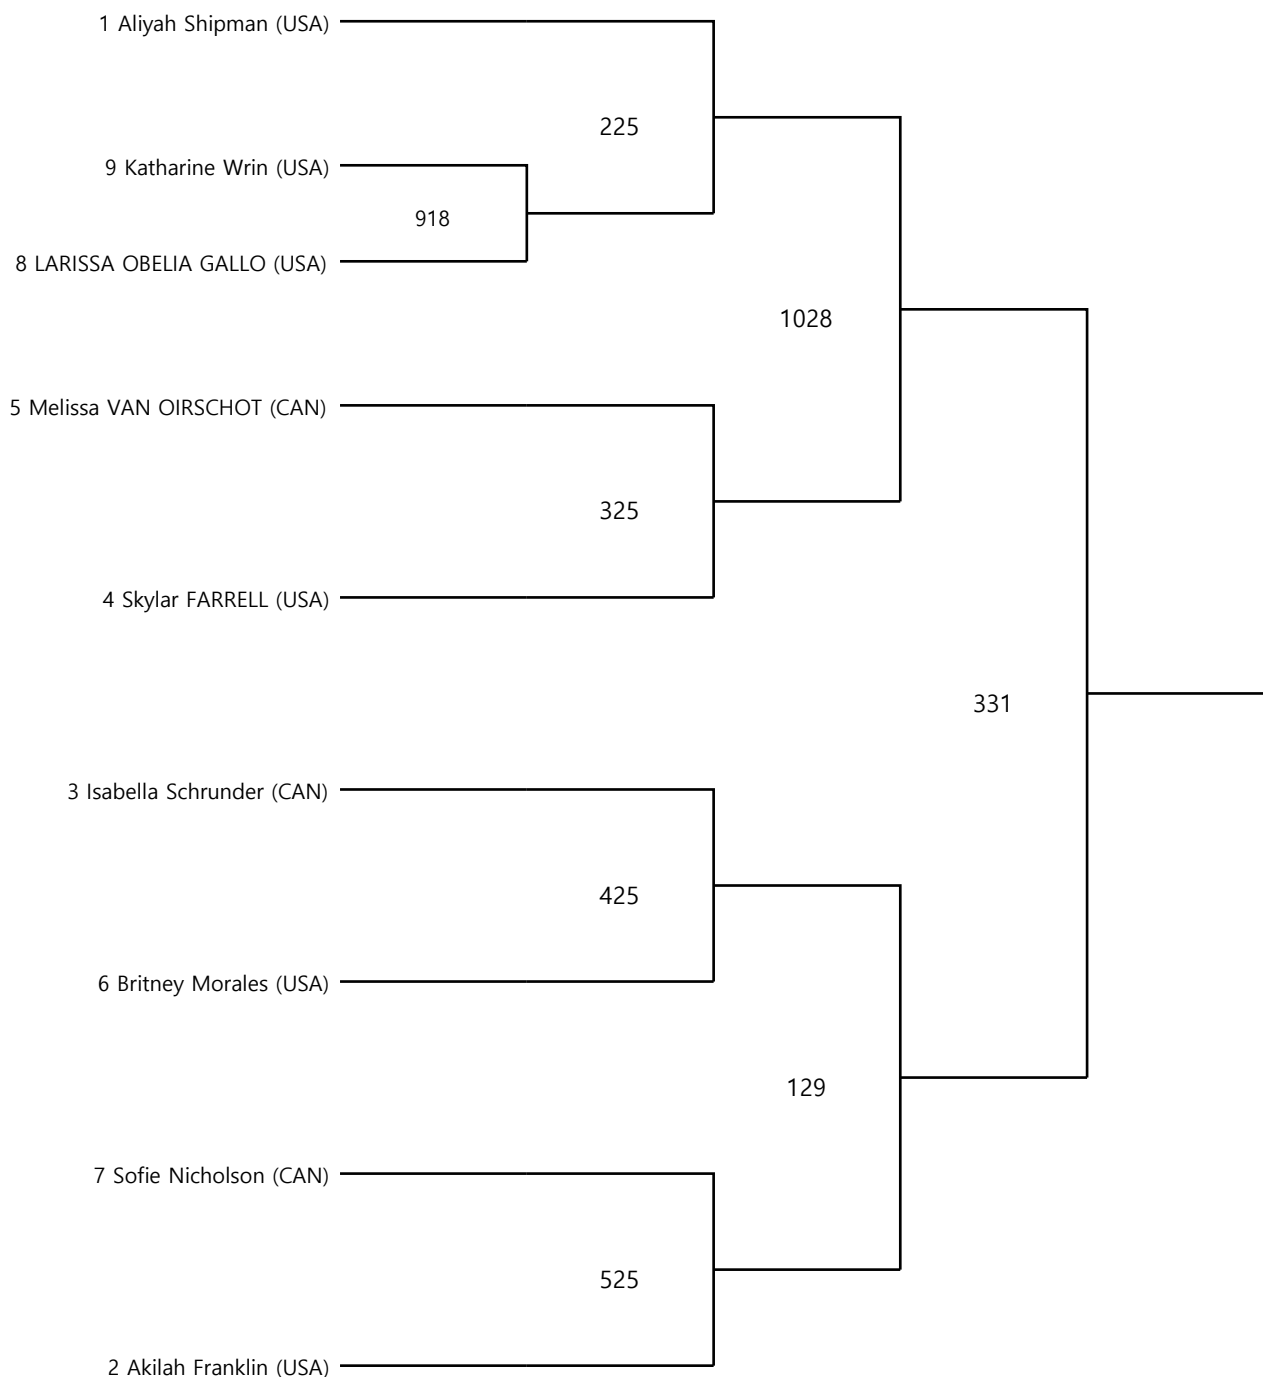 1 Aliyah Shipman (USA)
225
9 Katharine Wrin (USA)
918
8 LARISSA OBELIA GALLO (USA)
1028
5 Melissa VAN OIRSCHOT (CAN)
325
4 Skylar FARRELL (USA)
331
3 Isabella Schrunder (CAN)
425
6 Britney Morales (USA)
129
7 Sofie Nicholson (CAN)
525
2 Akilah Franklin (USA)